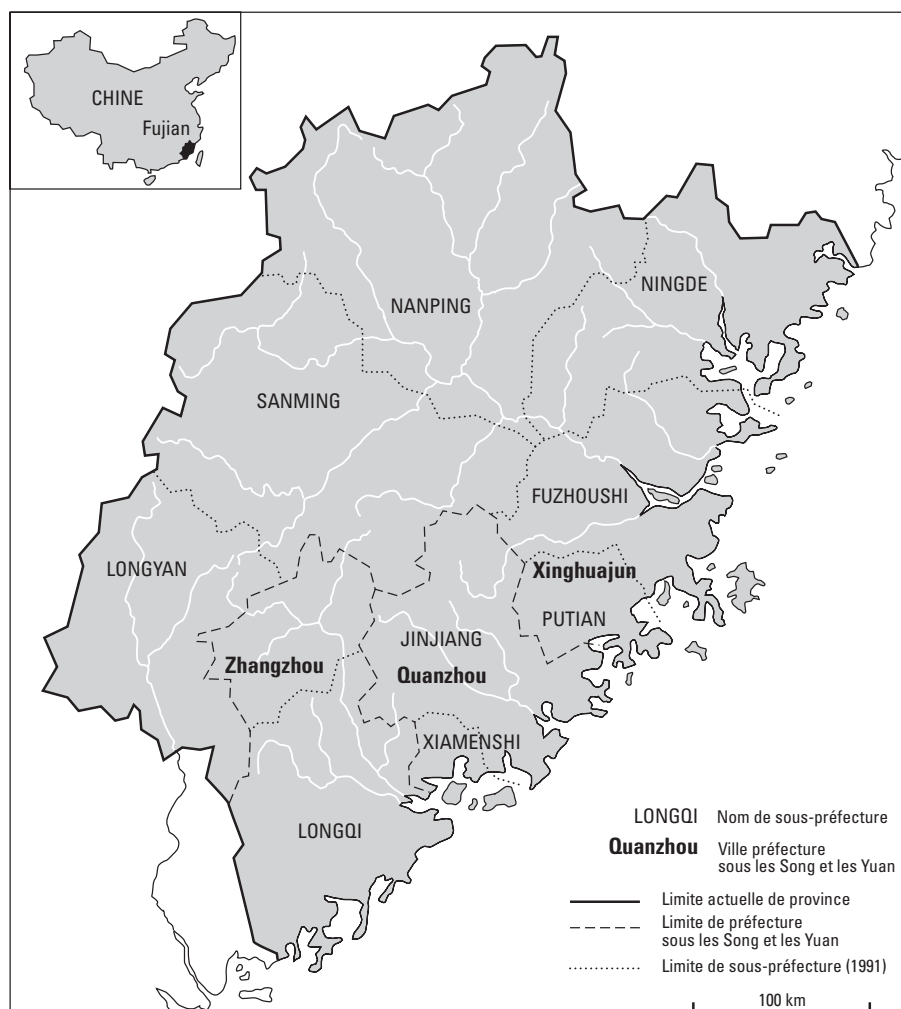 CHINE
Fujian
NINGDE
NANPING
SANMING
FUZHOUSHI
LONGYAN
Xinghuajun
PUTIAN
JINJIANG
Zhangzhou
Quanzhou
XIAMENSHI
LONGQI
LONGQI Nom de sous-préfecture
Quanzhou Ville préfecture
sous les Song et les Yuan
Limite actuelle de province
Limite de préfecture
sous les Song et les Yuan
Limite de sous-préfecture (1991)
100 km